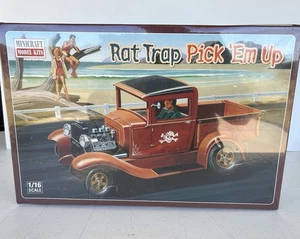 MINICRAFT
MODEL KITS
Rat Trap Pick 'Em Up
1/16
SCALE